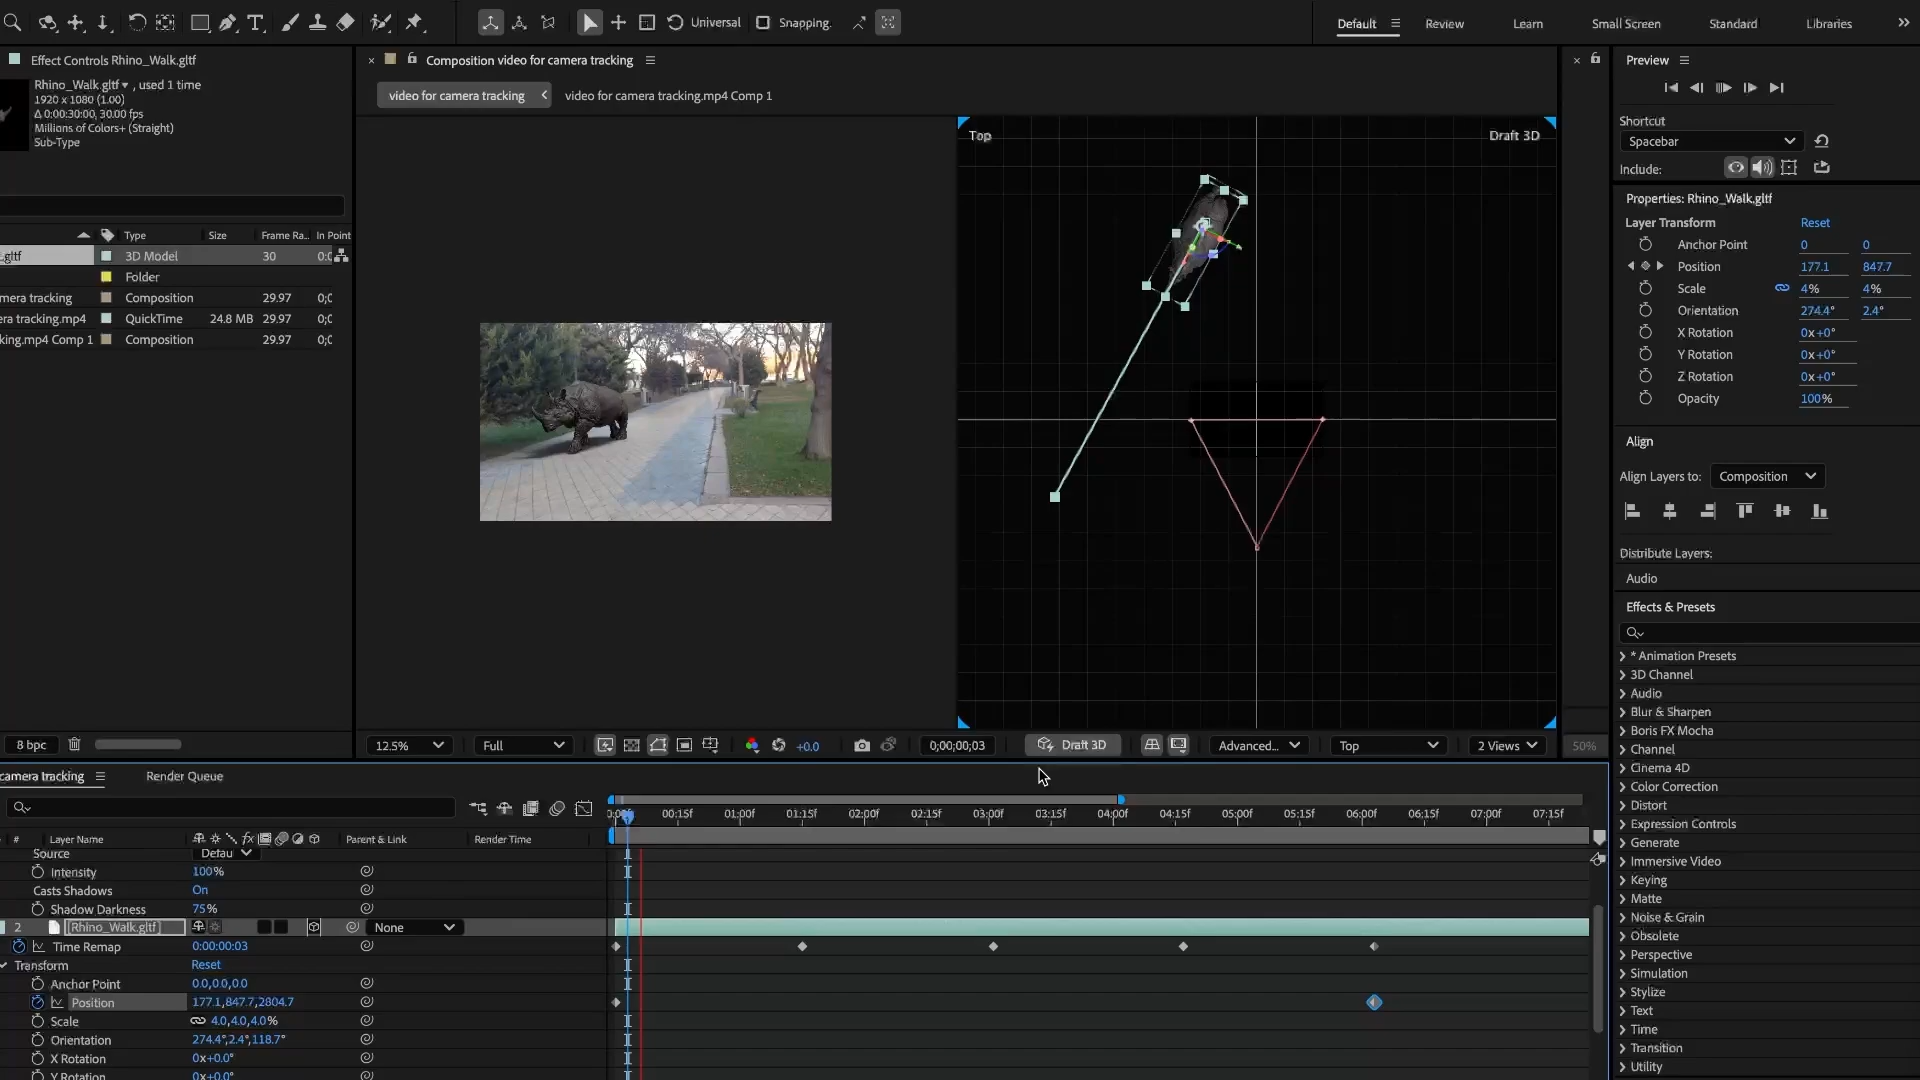 Universal
Snapping
Default
Review
Learn
Small Screen
Standard
Libraries
Effect Controls Rhino_Walk.gltf
Rhino_Walk.gltf , used 1 time
1920 x 1080 (1.00)
Δ 0:00:30:00, 30.00 fps
Millions of Colors+ (Straight)
Sub-Type
Type
Size
Frame Ra..
In Point
.gltf
3D Model
30
0:0
Folder
mera tracking
Composition
29.97
0;0
ra tracking.mp4
QuickTime
24.8 MB
29.97
0;0
king.mp4 Comp 1
Composition
29.97
0;0
8 bpc
Composition video for camera tracking
video for camera tracking
video for camera tracking.mp4 Comp 1
Top
Draft 3D
12.5%
Full
+0.0
0;00;00;03
Draft 3D
Advanced...
Top
2 Views
50%
Preview
Shortcut
Spacebar
Include:
Properties: Rhino_Walk.gltf
Layer Transform
Reset
Anchor Point
0
0
Position
177.1
847.7
Scale
4%
4%
Orientation
274.4°
2.4°
X Rotation
0x+0°
Y Rotation
0x+0°
Z Rotation
0x+0°
Opacity
100%
Align
Align Layers to:
Composition
Distribute Layers:
Audio
Effects & Presets
* Animation Presets
3D Channel
Audio
Blur & Sharpen
Boris FX Mocha
Channel
Cinema 4D
Color Correction
Distort
Expression Controls
Generate
Immersive Video
Keying
Matte
Noise & Grain
Obsolete
Perspective
Simulation
Stylize
Text
Time
Transition
Utility
camera tracking
Render Queue
#
Layer Name
fx
Parent & Link
Render Time
00:15f
01:00f
01:15f
02:00f
02:15f
03:00f
03:15f
04:00f
04:15f
05:00f
05:15f
06:00f
06:15f
07:00f
07:15f
Source
Defau
Intensity
100%
Casts Shadows
On
Shadow Darkness
75%
2
[Rhino_Walk.gltf]
None
Time Remap
0:00:00:03
Transform
Reset
Anchor Point
0.0,0.0,0.0
Position
177.1,847.7,2804.7
Scale
4.0,4.0,4.0%
Orientation
274.4°,2.4°,118.7°
X Rotation
0x+0.0°
Y Rotation
0x+0.0°